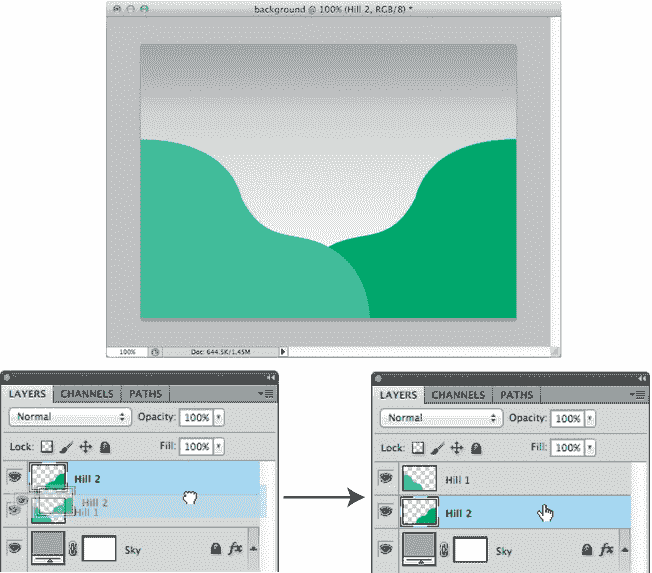 background @ 100% (Hill 2, RGB/8) *
100%
Doc: 644.5K/1.45M
LAYERS CHANNELS PATHS
Normal Opacity: 100%
Lock: Fill: 100%
Hill 2
Hill 2
Hill 1
Sky fx
LAYERS CHANNELS PATHS
Normal Opacity: 100%
Lock: Fill: 100%
Hill 1
Hill 2
Sky fx